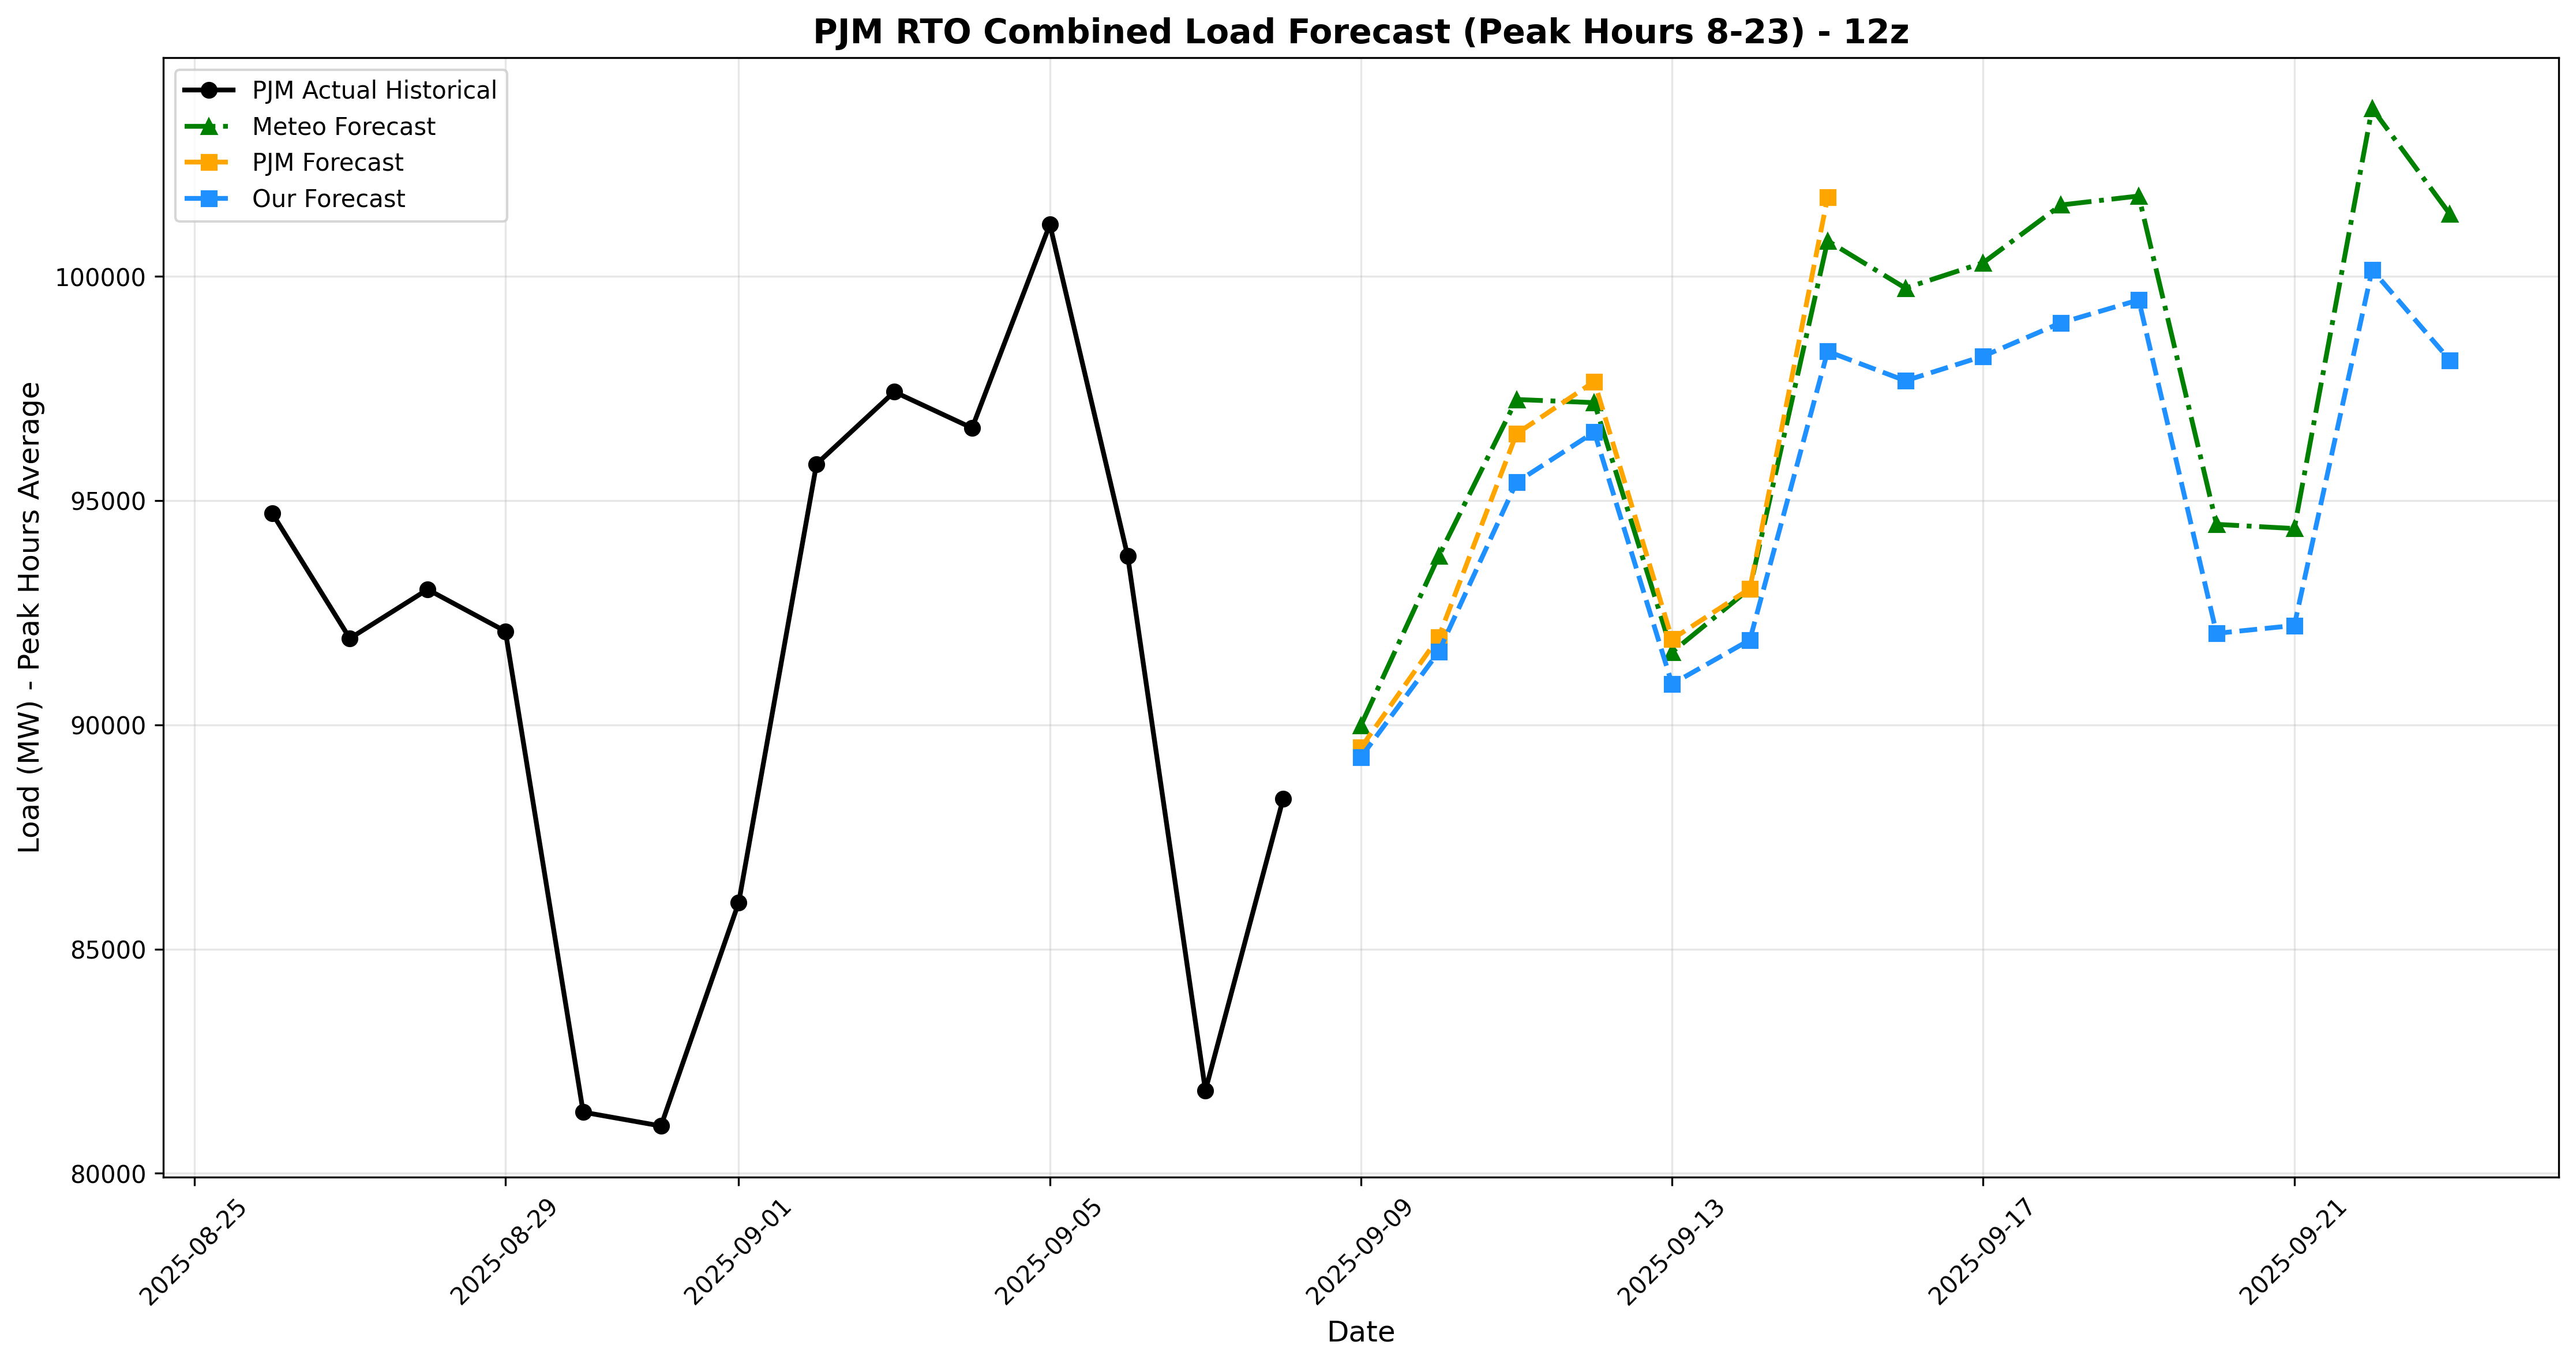 PJM RTO Combined Load Forecast (Peak Hours 8-23) - 12z
PJM Actual Historical
Meteo Forecast
PJM Forecast
Our Forecast
Load (MW) - Peak Hours Average
100000
95000
90000
85000
80000
2025-08-25
2025-08-29
2025-09-01
2025-09-05
2025-09-09
2025-09-13
2025-09-17
2025-09-21
Date